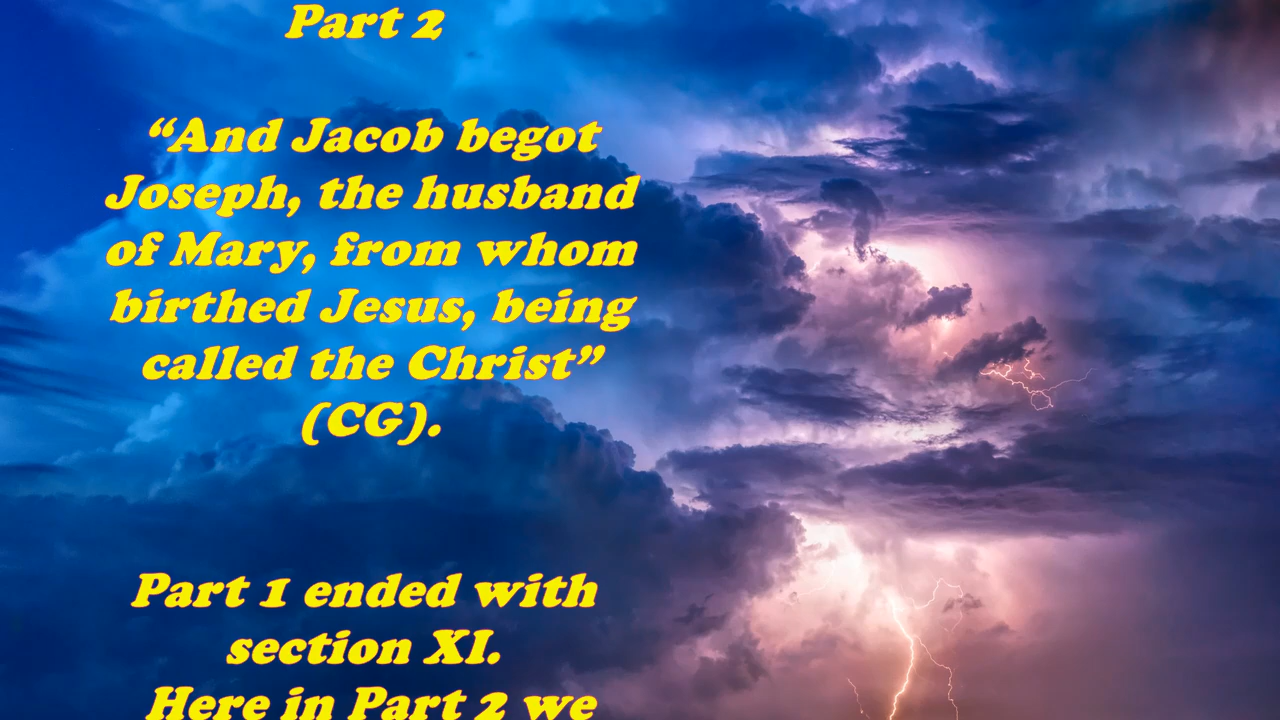 Part 2
“And Jacob begot
Joseph, the husband
of Mary, from whom
birthed Jesus, being
called the Christ”
(CG).
Part 1 ended with
section XI.
Here in Part 2 we